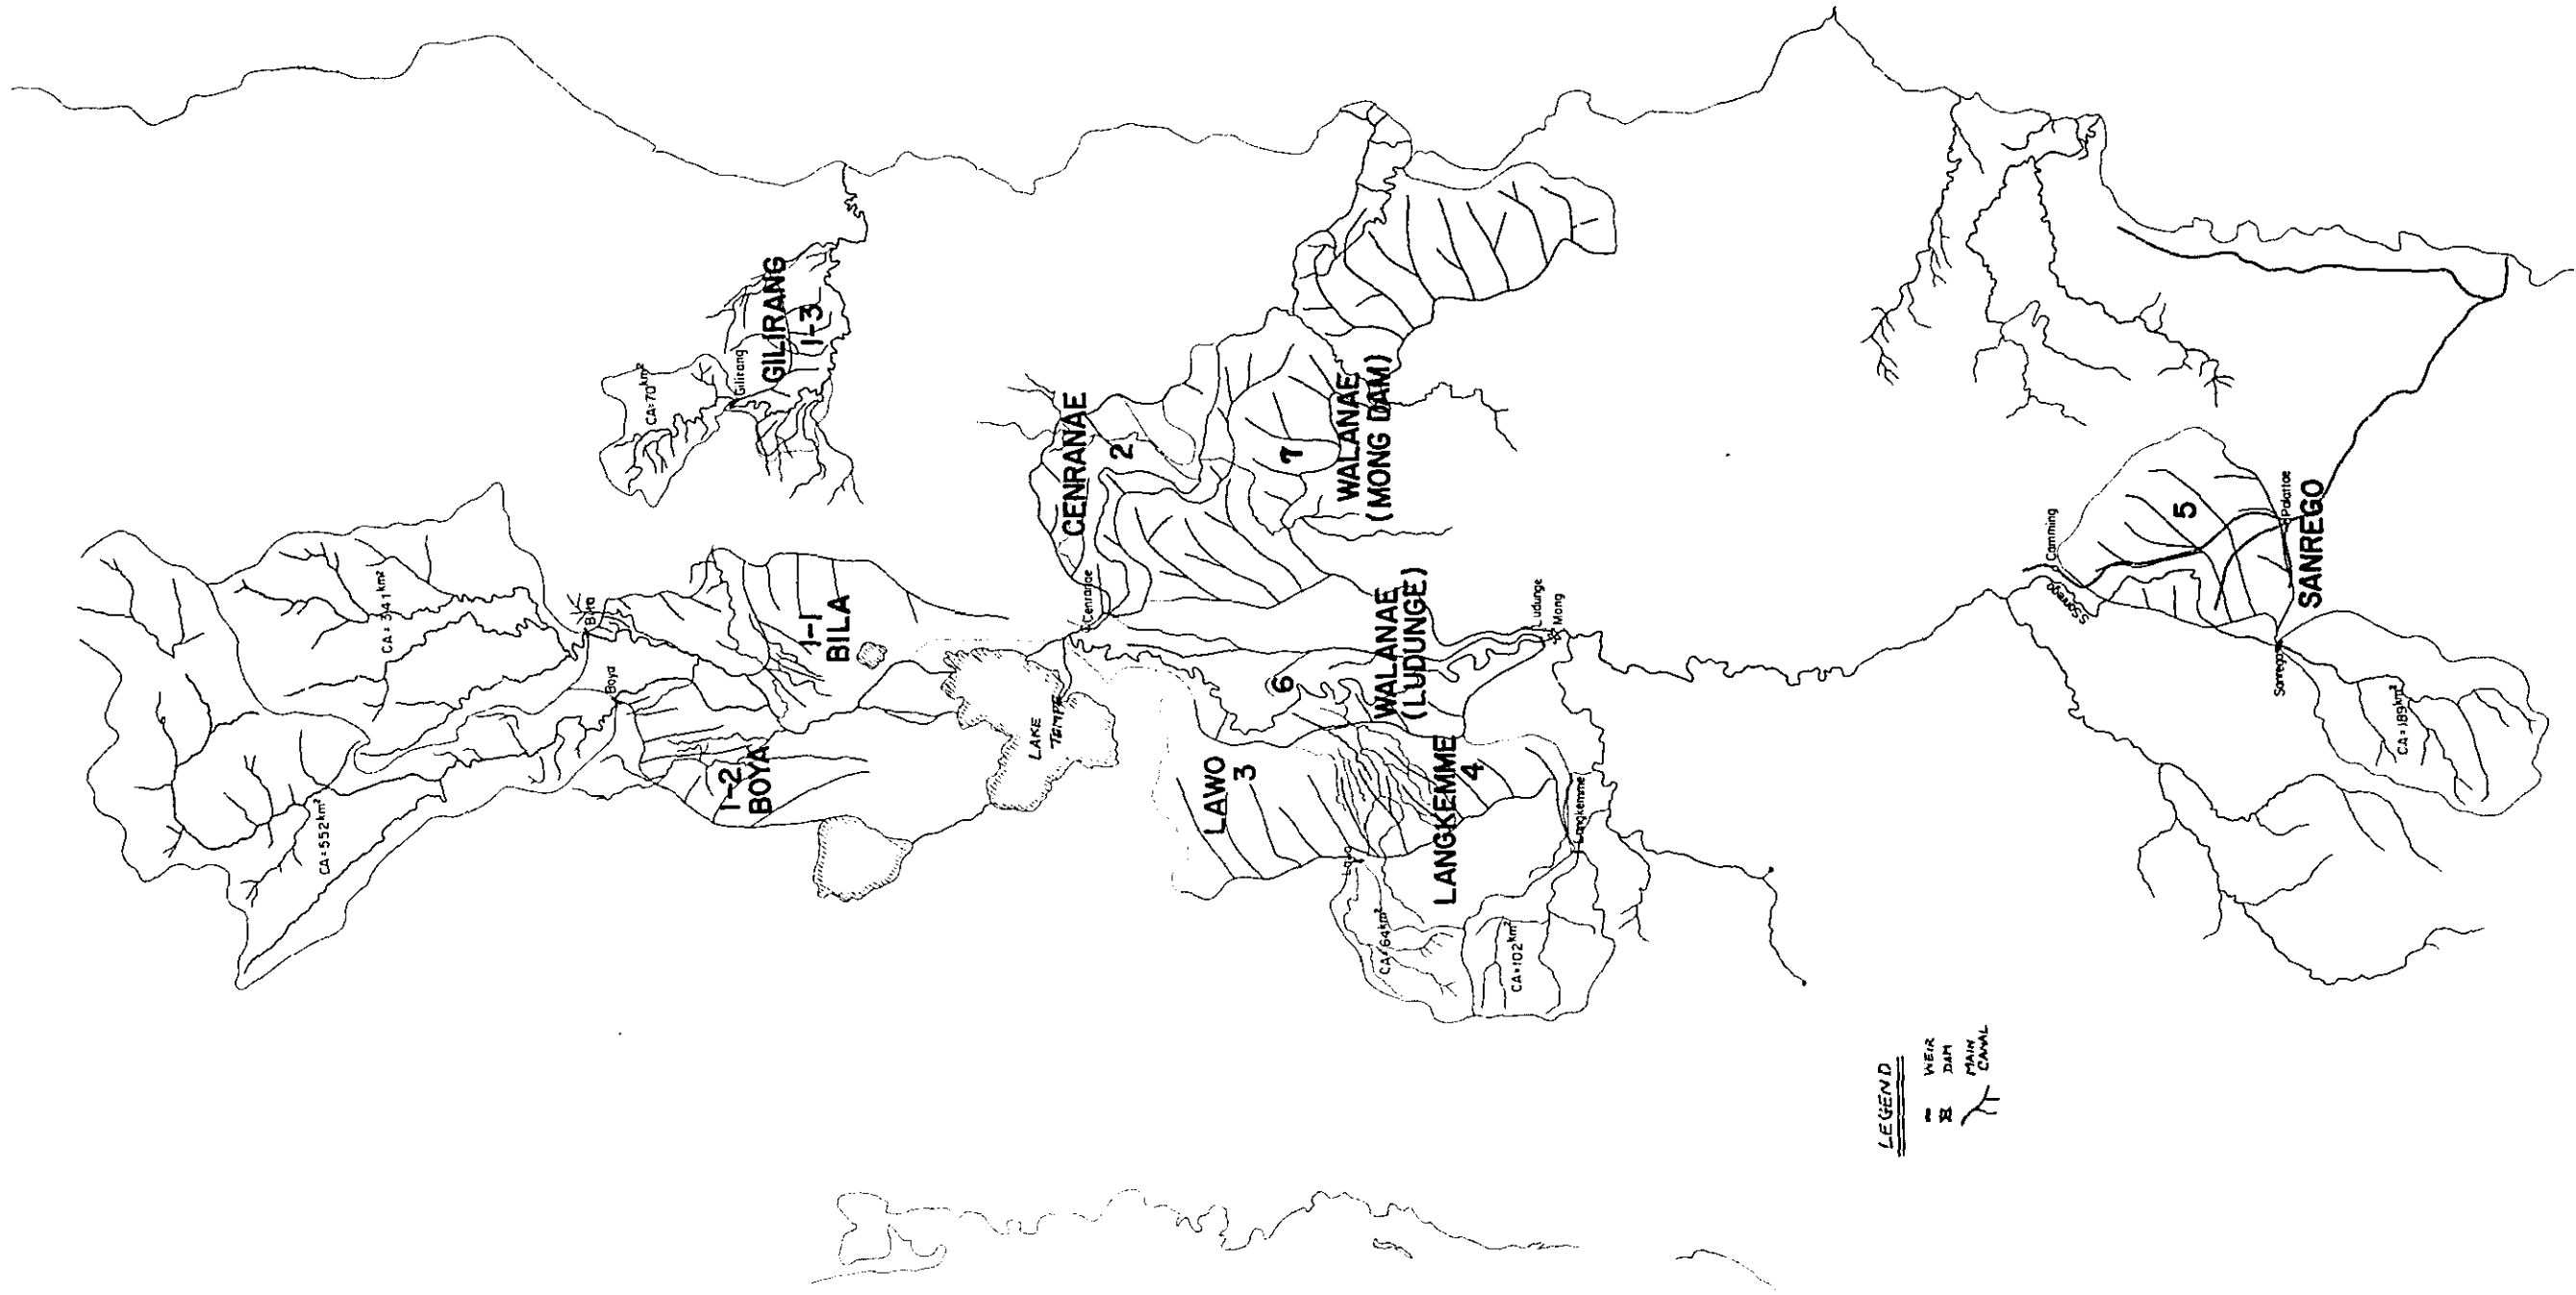 CA=552km²
CA=341km²
Bila
Boya
1-2
BOYA
1-1
BILA
CA=70km²
Gilirang
GILIRANG
1-3
LAKE
TEMPE
CENRANAE
2
Cenranae
LAWO
3
6
7
WALANAE
(MONG DAM)
WALANAE
(LUDUNGE)
LANGKEMME
4
CA=64km²
CA=102km²
Langkemme
Ludunge
Mong
Camming
Sanrego
5
Palattae
SANREGO
Sanrego
CA=189km²
LEGEND
WEIR
DAM
MAIN
CANAL